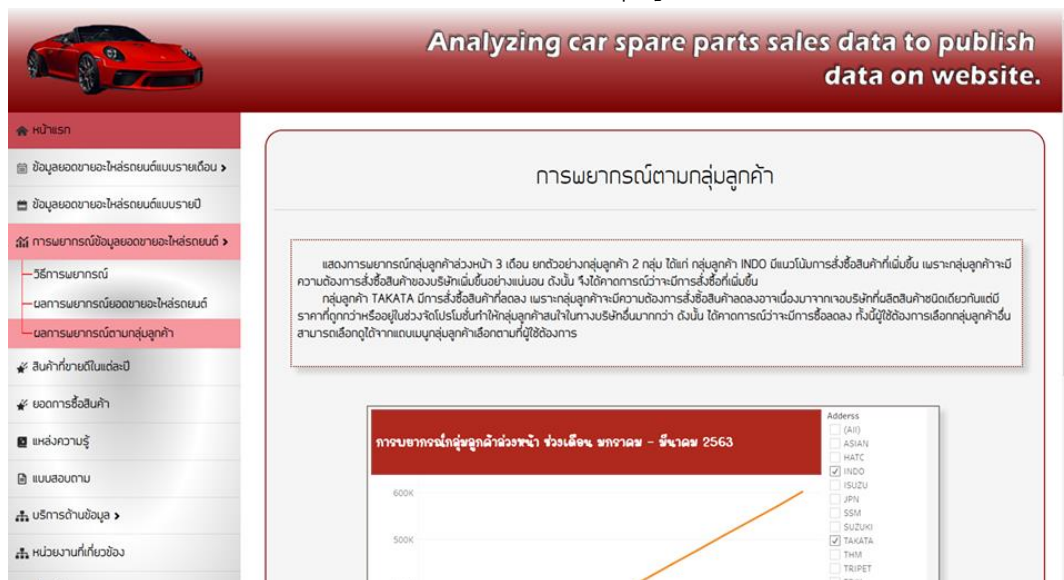 Analyzing car spare parts sales data to publish
data on website.
หน้าแรก
ข้อมูลยอดขายอะไหล่รถยนต์แบบรายเดือน
ข้อมูลยอดขายอะไหล่รถยนต์แบบรายปี
การพยากรณ์ข้อมูลยอดขายอะไหล่รถยนต์
วิธีการพยากรณ์
ผลการพยากรณ์ยอดขายอะไหล่รถยนต์
ผลการพยากรณ์ตามกลุ่มลูกค้า
สินค้าที่ขายดีในแต่ละปี
ยอดการซื้อสินค้า
แหล่งความรู้
แบบสอบถาม
บริการด้านข้อมูล
หน่วยงานที่เกี่ยวข้อง
การพยากรณ์ตามกลุ่มลูกค้า
แสดงการพยากรณ์กลุ่มลูกค้าล่วงหน้า 3 เดือน ยกตัวอย่างกลุ่มลูกค้า 2 กลุ่ม ได้แก่ กลุ่มลูกค้า INDO มีแนวโน้มการสั่งซื้อสินค้าที่เพิ่มขึ้น เพราะกลุ่มลูกค้าจะมี
ความต้องการสั่งซื้อสินค้าของบริษัทเพิ่มขึ้นอย่างแน่นอน ดังนั้น จึงได้คาดการณ์ว่าจะมีการสั่งซื้อที่เพิ่มขึ้น
กลุ่มลูกค้า TAKATA มีการสั่งซื้อสินค้าที่ลดลง เพราะกลุ่มลูกค้าจะมีความต้องการสั่งซื้อสินค้าลดลงอาจเนื่องมาจากเจอบริษัทที่ผลิตสินค้าชนิดเดียวกันแต่มี
ราคาที่ถูกกว่าหรืออยู่ในช่วงจัดโปรโมชั่นทำให้กลุ่มลูกค้าสนใจในทางบริษัทอื่นมากกว่า ดังนั้น ได้คาดการณ์ว่าจะมีการซื้อลดลง ทั้งนี้ผู้ใช้ต้องการเลือกกลุ่มลูกค้าอื่น
สามารถเลือกดูได้จากแถบเมนูกลุ่มลูกค้าเลือกตามที่ผู้ใช้ต้องการ
การพยากรณ์กลุ่มลูกค้าล่วงหน้า ช่วงเดือน มกราคม - มีนาคม 2563
600K
500K
Adderss
(All)
ASIAN
HATC
INDO
ISUZU
JPN
SSM
SUZUKI
TAKATA
THM
TRIPET